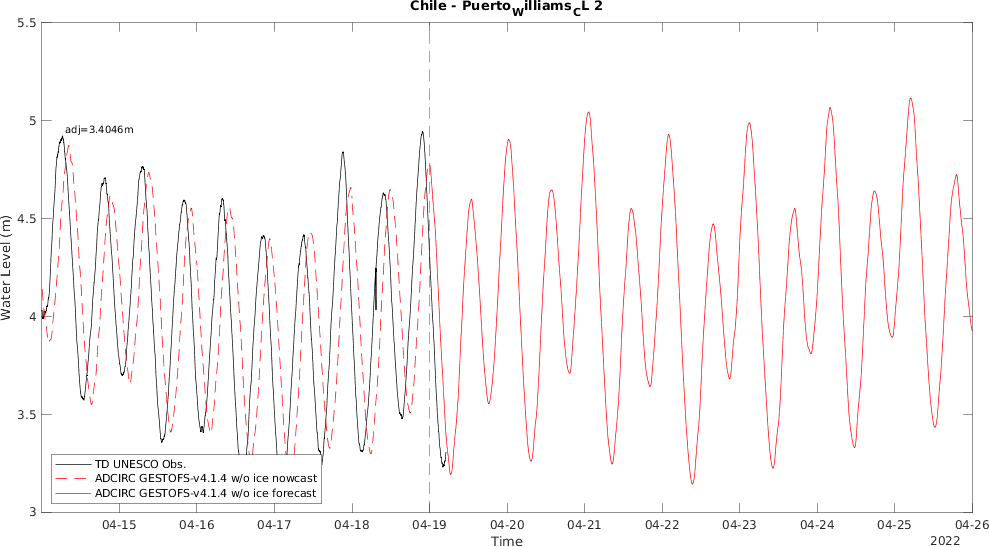 Chile - PuertoWilliamsCL 2
5.5
5
4.5
4
3.5
3
Water Level (m)
adj=3.4046m
TD UNESCO Obs.
ADCIRC GESTOFS-v4.1.4 w/o ice nowcast
ADCIRC GESTOFS-v4.1.4 w/o ice forecast
04-15 04-16 04-17 04-18 04-19 04-20 04-21 04-22 04-23 04-24 04-25 04-26
Time
2022